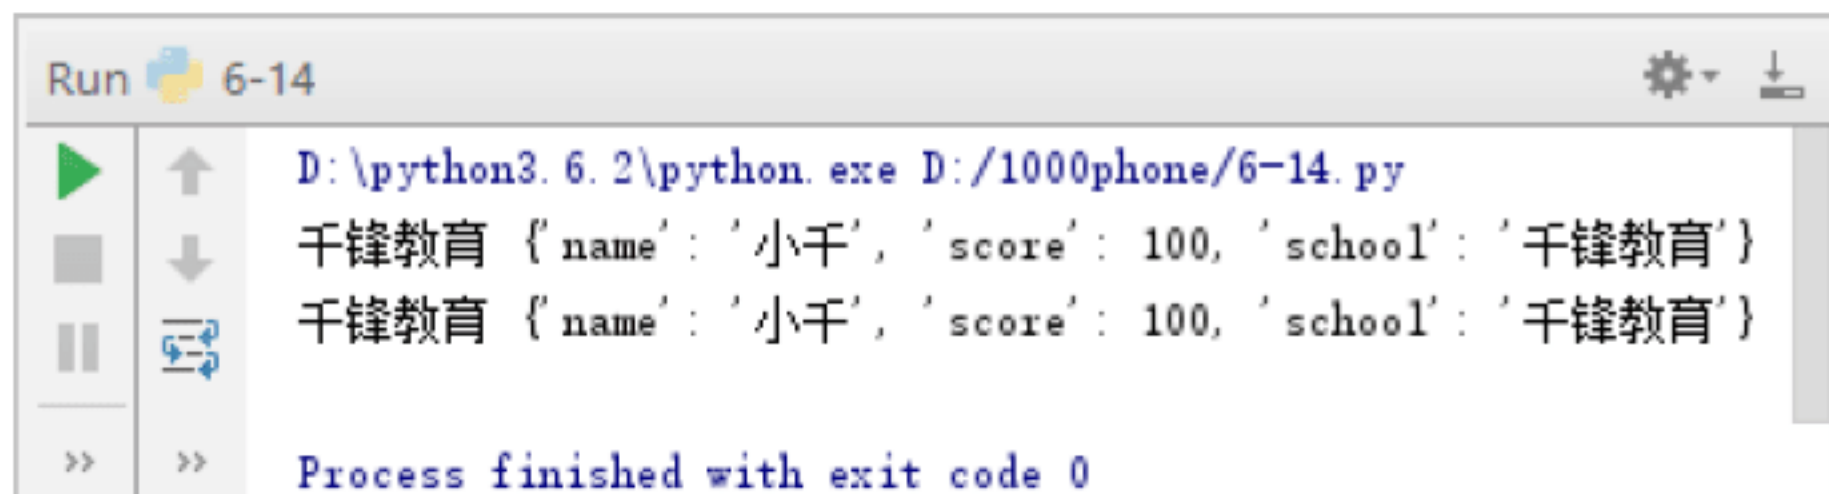 Run 6-14
D:\python3.6.2\python.exe D:/1000phone/6-14.py
千锋教育 {'name': '小千', 'score': 100, 'school': '千锋教育'}
千锋教育 {'name': '小千', 'score': 100, 'school': '千锋教育'}
Process finished with exit code 0